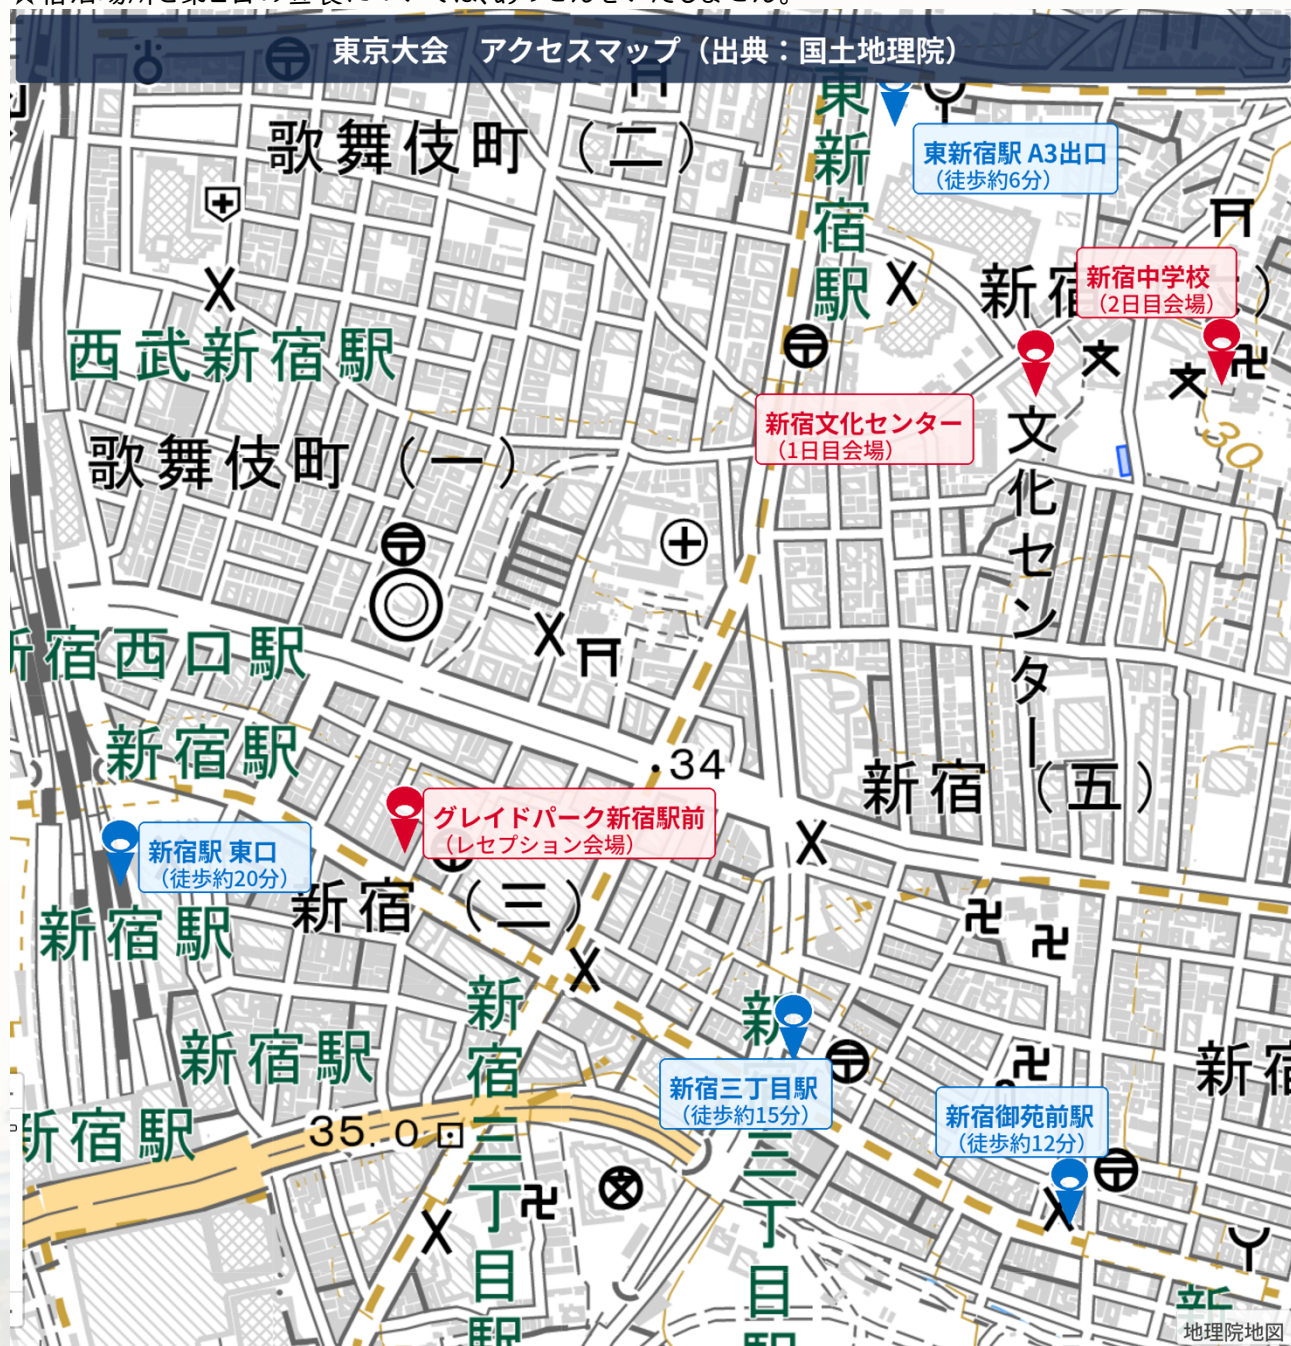 東京大会　アクセスマップ（出典：国土地理院）
歌舞伎町（二）
東新宿駅
東新宿駅 A3出口
（徒歩約6分）
新宿中学校
（2日目会場）
西武新宿駅
新宿文化センター
（1日目会場）
文化センター
歌舞伎町（一）
30
宿西口駅
新宿駅
・34
新宿（五）
グレイドパーク新宿駅前
（レセプション会場）
新宿駅 東口
（徒歩約20分）
新宿（三）
新宿駅
新宿三丁目駅
新宿駅
新宿三丁目駅
（徒歩約15分）
三丁目
新宿御苑前駅
（徒歩約12分）
新宿
新宿駅
35.0
新
地理院地図